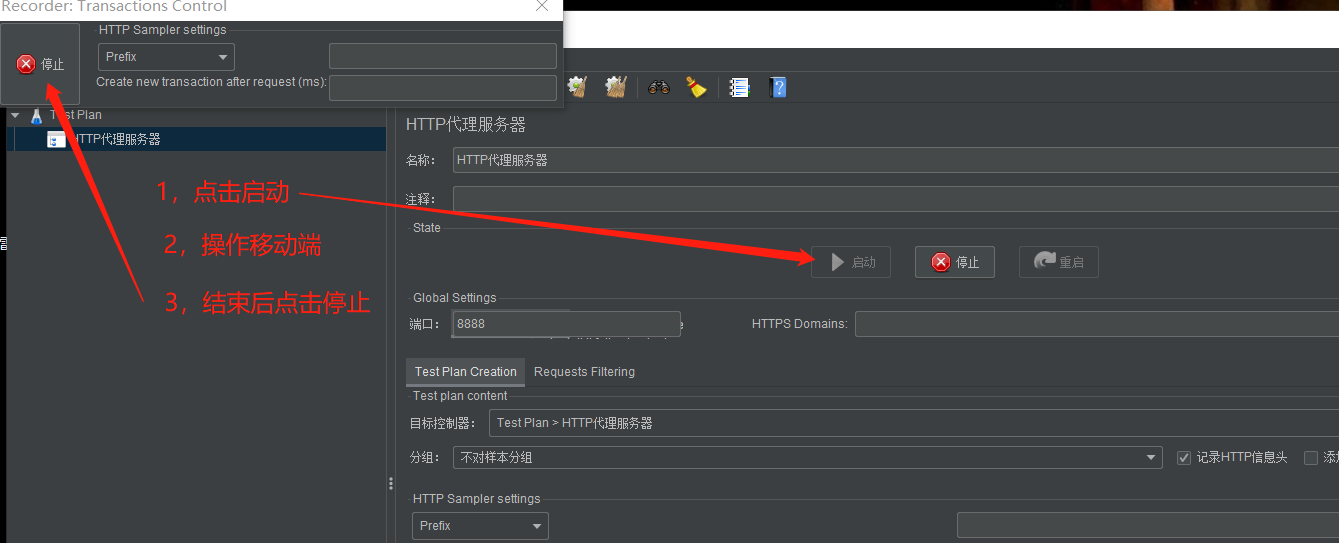 Recorder: Transactions Control
HTTP Sampler settings
停止
Prefix
Create new transaction after request (ms):
Test Plan
HTTP代理服务器
1，点击启动
2，操作移动端
3，结束后点击停止
HTTP代理服务器
名称：
HTTP代理服务器
注释：
State
启动
停止
重启
Global Settings
端口：
8888
HTTPS Domains:
Test Plan Creation
Requests Filtering
Test plan content
目标控制器：
Test Plan > HTTP代理服务器
分组：
不对样本分组
记录HTTP信息头
HTTP Sampler settings
Prefix